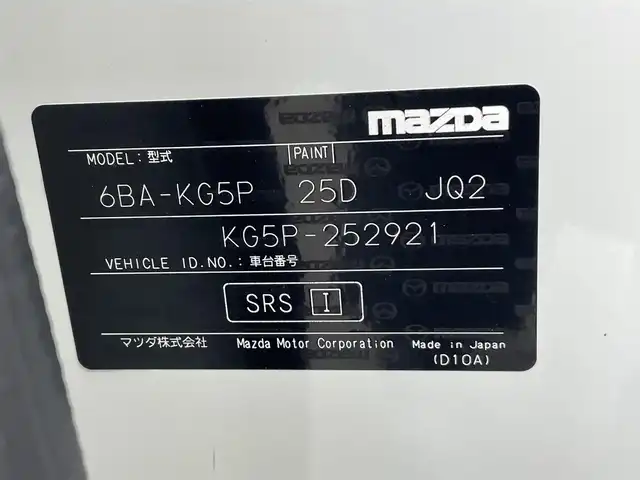 mazda
MODEL: 型式 PAINT
6BA-KG5P 25D JQ2
KG5P-252921
VEHICLE ID.NO.: 車台番号
SRS I
マツダ株式会社 Mazda Motor Corporation Made in Japan
(D10A)